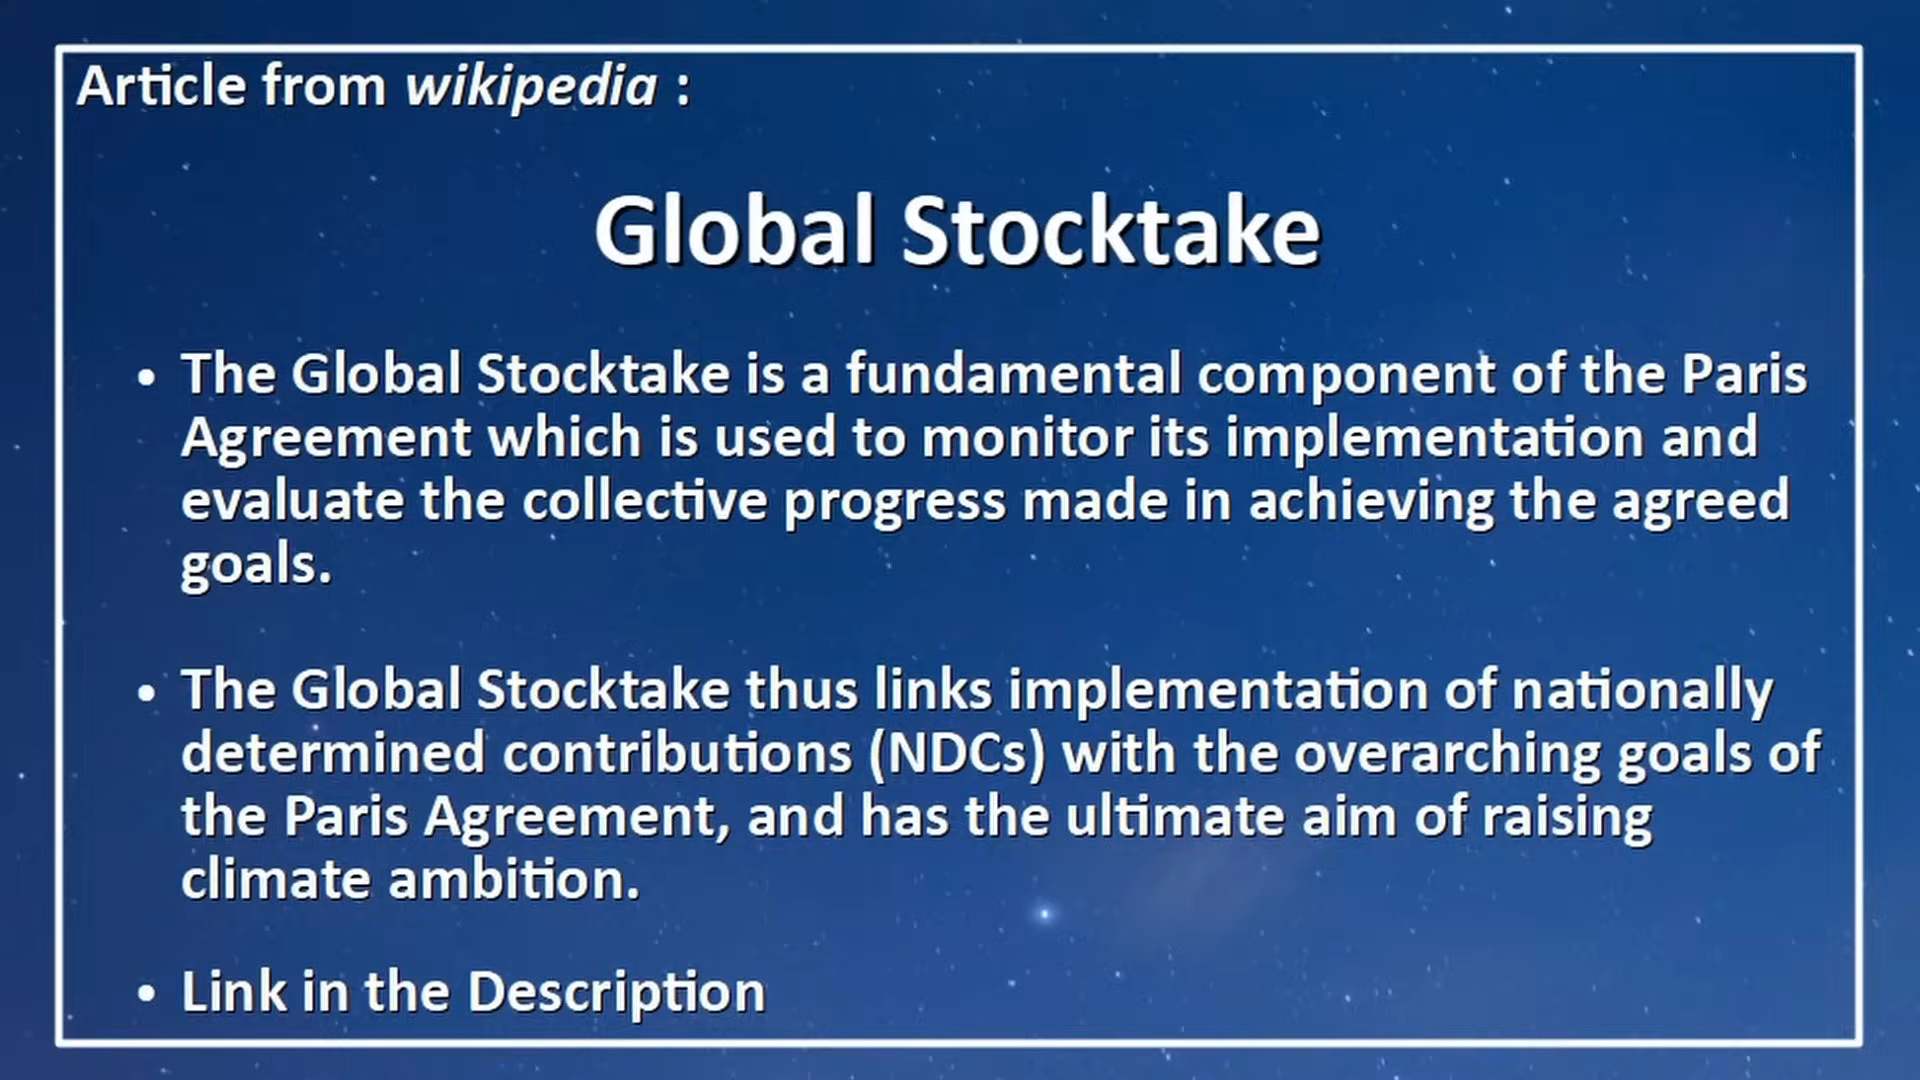 Article from wikipedia :
Global Stocktake
• The Global Stocktake is a fundamental component of the Paris
Agreement which is used to monitor its implementation and
evaluate the collective progress made in achieving the agreed
goals.
• The Global Stocktake thus links implementation of nationally
determined contributions (NDCs) with the overarching goals of
the Paris Agreement, and has the ultimate aim of raising
climate ambition.
• Link in the Description